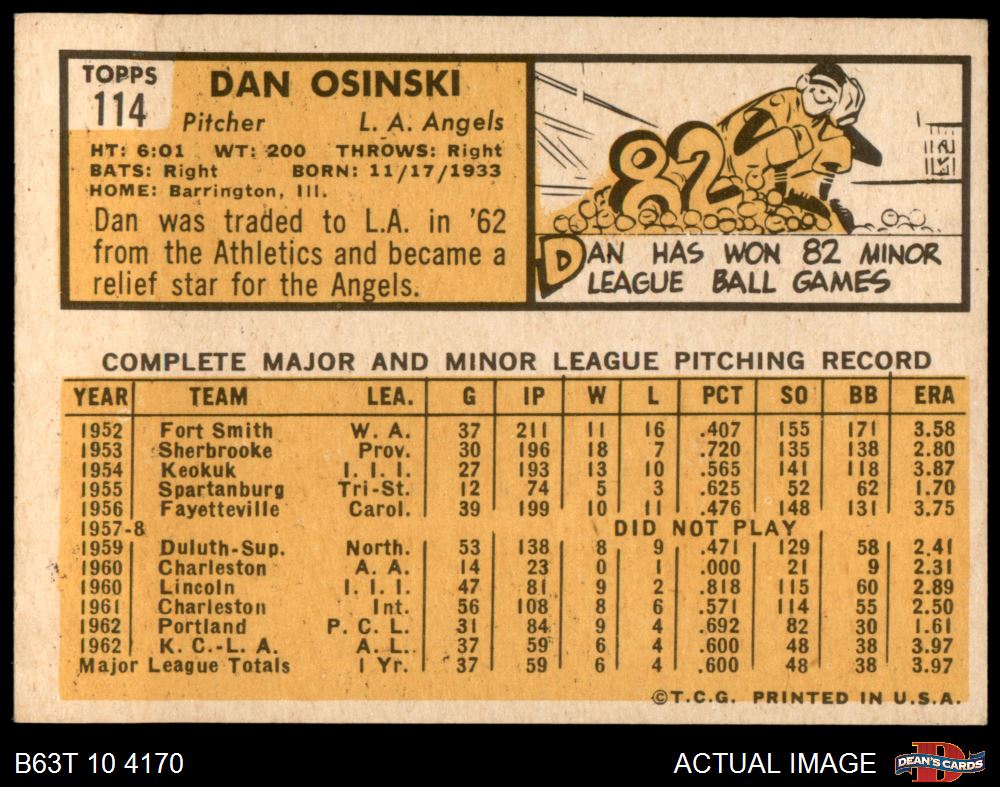 TOPPS
114
DAN OSINSKI
Pitcher L. A. Angels
HT: 6:01 WT: 200 THROWS: Right
BATS: Right BORN: 11/17/1933
HOME: Barrington, Ill.
Dan was traded to L.A. in '62
from the Athletics and became a
relief star for the Angels.
82
DAN HAS WON 82 MINOR
LEAGUE BALL GAMES
COMPLETE MAJOR AND MINOR LEAGUE PITCHING RECORD
YEAR TEAM LEA. G IP W L PCT SO BB ERA
1952 Fort Smith W. A. 37 211 11 16 .407 155 171 3.58
1953 Sherbrooke Prov. 30 196 18 7 .720 135 138 2.80
1954 Keokuk I. I. I. 27 193 13 10 .565 141 118 3.87
1955 Spartanburg Tri-St. 12 74 5 3 .625 52 62 1.70
1956 Fayetteville Carol. 39 199 10 11 .476 148 131 3.75
1957-8 DID NOT PLAY
1959 Duluth-Sup. North. 53 138 8 9 .471 129 58 2.41
1960 Charleston A. A. 14 23 0 1 .000 21 9 2.31
1960 Lincoln I. I. I. 47 81 9 2 .818 115 60 2.89
1961 Charleston Int. 56 108 8 6 .571 114 55 2.50
1962 Portland P. C. L. 31 84 9 4 .692 82 30 1.61
1962 K. C.-L. A. A. L. 37 59 6 4 .600 48 38 3.97
Major League Totals 1 Yr. 37 59 6 4 .600 48 38 3.97
©T.C.G. PRINTED IN U.S.A.
B63T 10 4170 ACTUAL IMAGE
DEAN'S CARDS